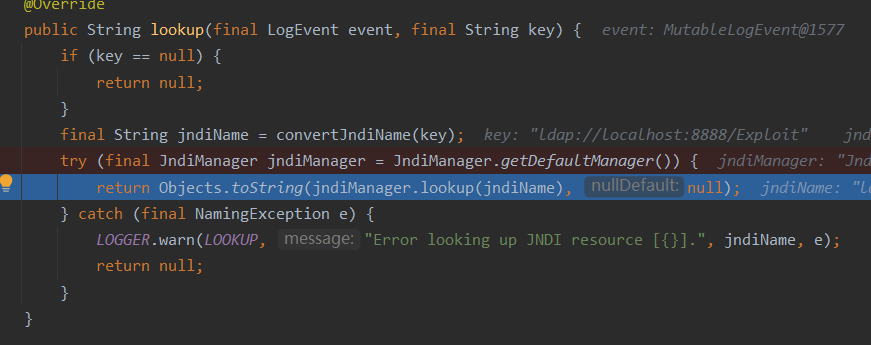 @Override
public String lookup(final LogEvent event, final String key) { event: MutableLogEvent@1577
if (key == null) {
return null;
}
final String jndiName = convertJndiName(key); key: "ldap://localhost:8888/Exploit" jnd
try (final JndiManager jndiManager = JndiManager.getDefaultManager()) { jndiManager: "Jnd
return Objects.toString(jndiManager.lookup(jndiName), nullDefault: null); jndiName: "ld
} catch (final NamingException e) {
LOGGER.warn(LOOKUP, message: "Error looking up JNDI resource [{}].", jndiName, e);
return null;
}
}